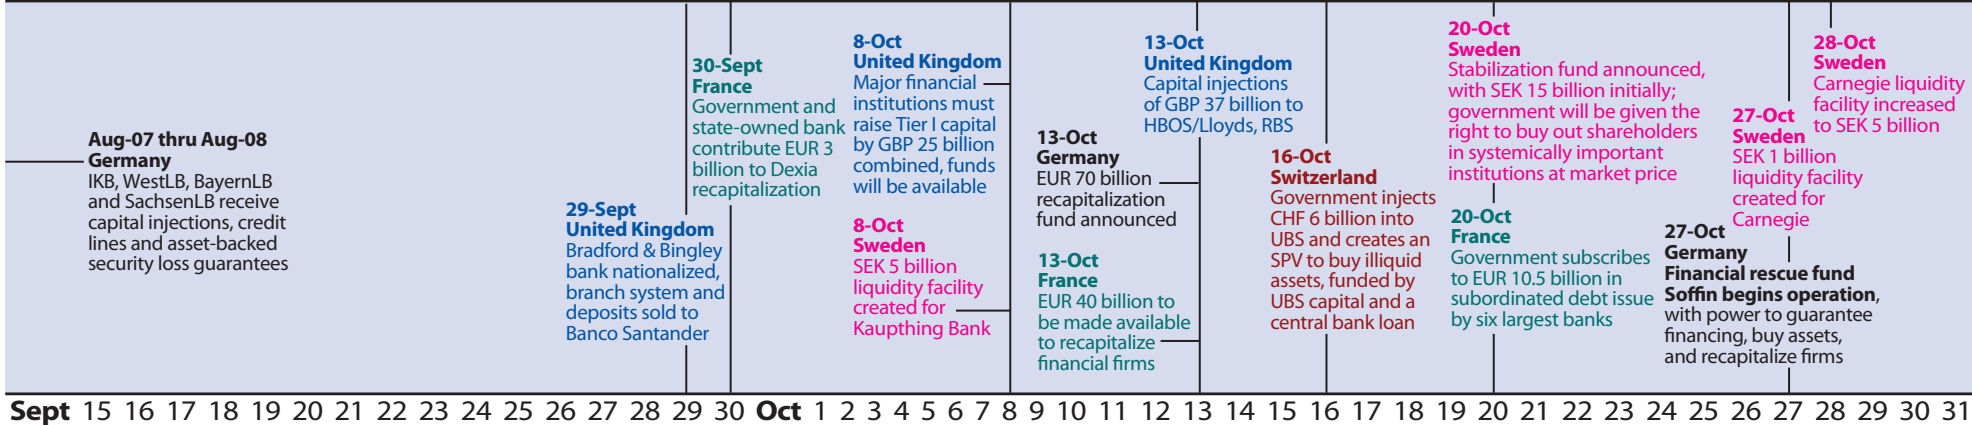 Aug-07 thru Aug-08
Germany
IKB, WestLB, BayernLB
and SachsenLB receive
capital injections, credit
lines and asset-backed
security loss guarantees
29-Sept
United Kingdom
Bradford & Bingley
bank nationalized,
branch system and
deposits sold to
Banco Santander
30-Sept
France
Government and
state-owned bank
contribute EUR 3
billion to Dexia
recapitalization
8-Oct
United Kingdom
Major financial
institutions must
raise Tier I capital
by GBP 25 billion
combined, funds
will be available
8-Oct
Sweden
SEK 5 billion
liquidity facility
created for
Kaupthing Bank
13-Oct
Germany
EUR 70 billion
recapitalization
fund announced
13-Oct
France
EUR 40 billion to
be made available
to recapitalize
financial firms
13-Oct
United Kingdom
Capital injections
of GBP 37 billion to
HBOS/Lloyds, RBS
16-Oct
Switzerland
Government injects
CHF 6 billion into
UBS and creates an
SPV to buy illiquid
assets, funded by
UBS capital and a
central bank loan
20-Oct
Sweden
Stabilization fund announced,
with SEK 15 billion initially;
government will be given the
right to buy out shareholders
in systemically important
institutions at market price
20-Oct
France
Government subscribes
to EUR 10.5 billion in
subordinated debt issue
by six largest banks
27-Oct
Germany
Financial rescue fund
Soffin begins operation,
with power to guarantee
financing, buy assets,
and recapitalize firms
27-Oct
Sweden
SEK 1 billion
liquidity facility
created for
Carnegie
28-Oct
Sweden
Carnegie liquidity
facility increased
to SEK 5 billion
Sept 15 16 17 18 19 20 21 22 23 24 25 26 27 28 29 30 Oct 1 2 3 4 5 6 7 8 9 10 11 12 13 14 15 16 17 18 19 20 21 22 23 24 25 26 27 28 29 30 31